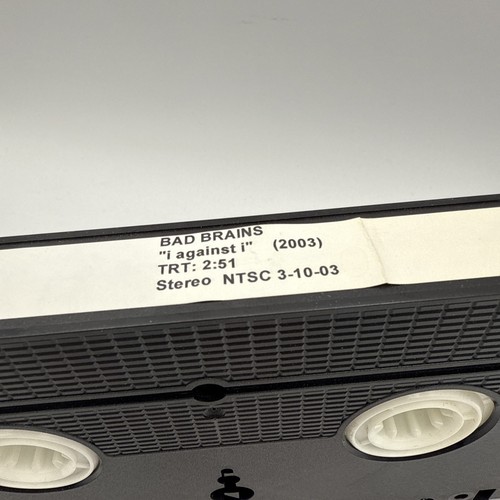 BAD BRAINS
"i against i" (2003)
TRT: 2:51
Stereo NTSC 3-10-03